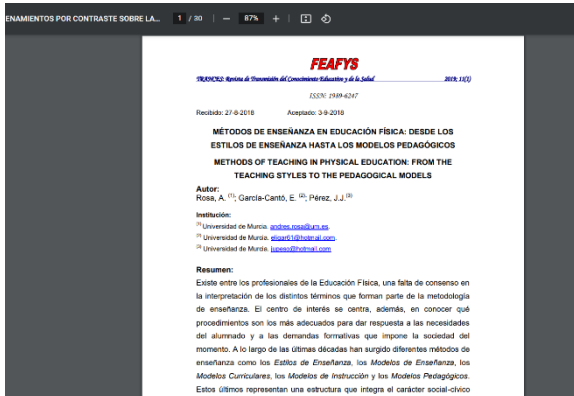 ENAMIENTOS POR CONTRASTE SOBRE LA... 1 / 30 | — 87% +
FEAFYS
TRANCES: Revista de Transmisión del Conocimiento Educativo y de la Salud 2019, 11(1)
ISSN: 1989-6247
Recibido: 27-8-2018 Aceptado: 3-9-2018
MÉTODOS DE ENSEÑANZA EN EDUCACIÓN FÍSICA: DESDE LOS
ESTILOS DE ENSEÑANZA HASTA LOS MODELOS PEDAGÓGICOS
METHODS OF TEACHING IN PHYSICAL EDUCATION: FROM THE
TEACHING STYLES TO THE PEDAGOGICAL MODELS
Autor:
Rosa, A. (1); García-Cantó, E. (2); Pérez, J.J.(3)
Institución:
(1) Universidad de Murcia. andres.rosa@um.es.
(2) Universidad de Murcia. eligar61@hotmail.com.
(3) Universidad de Murcia. jupeso@hotmail.com
Resumen:
Existe entre los profesionales de la Educación Física, una falta de consenso en
la interpretación de los distintos términos que forman parte de la metodología
de enseñanza. El centro de interés se centra, además, en conocer qué
procedimientos son los más adecuados para dar respuesta a las necesidades
del alumnado y a las demandas formativas que impone la sociedad del
momento. A lo largo de las últimas décadas han surgido diferentes métodos de
enseñanza como los Estilos de Enseñanza, los Modelos de Enseñanza, los
Modelos Curriculares, los Modelos de Instrucción y los Modelos Pedagógicos.
Estos últimos representan una estructura que integra el carácter social-cívico